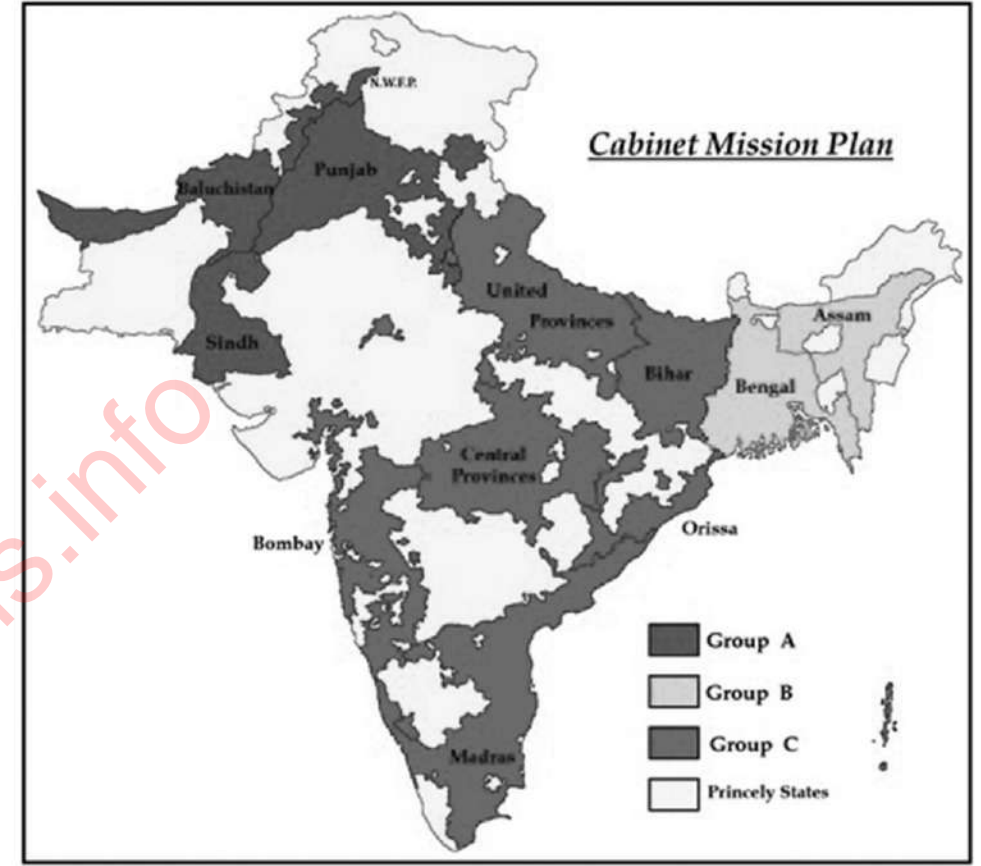 Cabinet Mission Plan
N.W.F.P.
Punjab
Baluchistan
United
Provinces
Assam
Sindh
Bihar
Bengal
Central
Provinces
Orissa
Bombay
Madras
Group A
Group B
Group C
Princely States
s.info